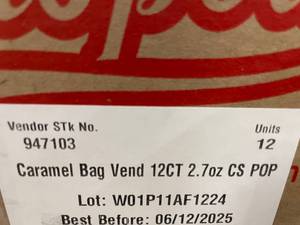 Vendor STk No.
Units
947103
12
Caramel Bag Vend 12CT 2.7oz CS POP
Lot: W01P11AF1224
Best Before: 06/12/2025